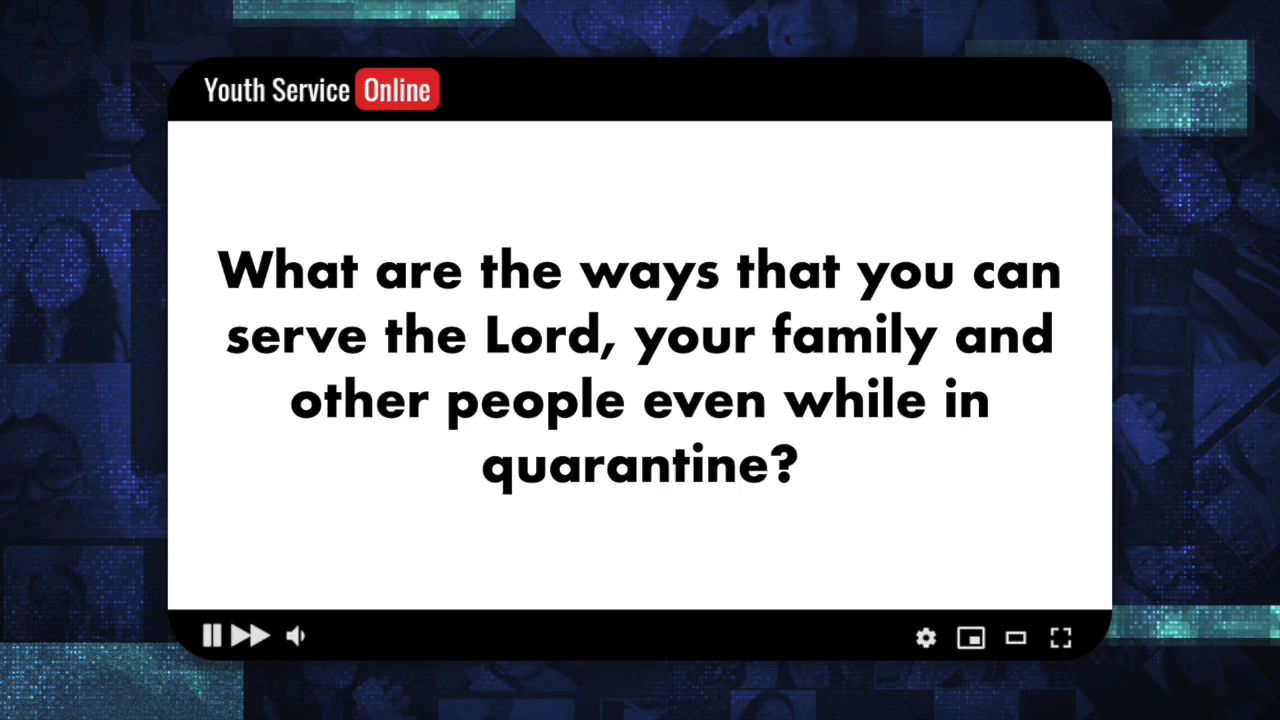 Youth Service Online
What are the ways that you can
serve the Lord, your family and
other people even while in
quarantine?